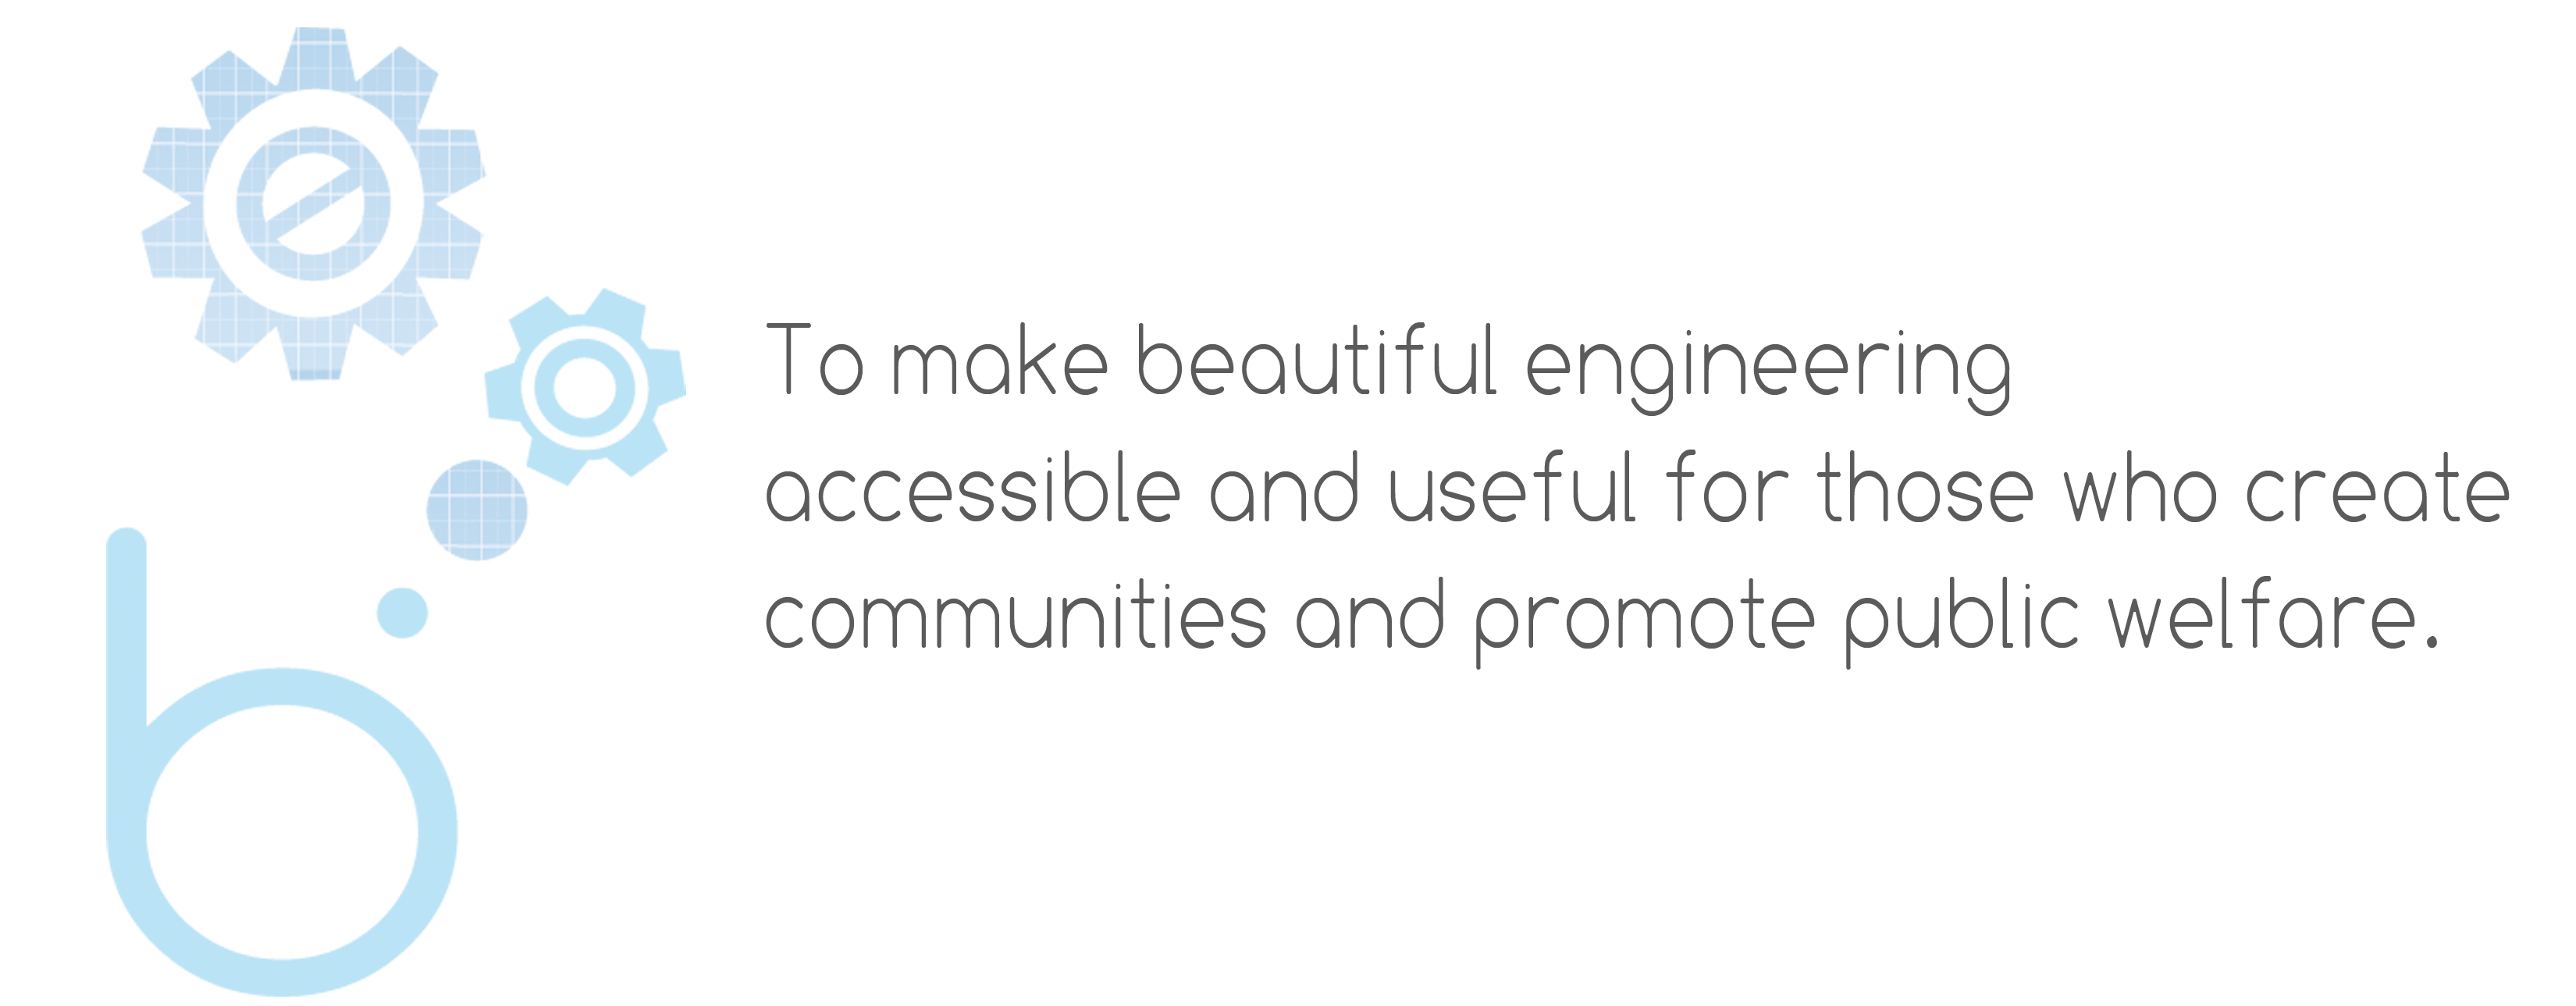 e
b
To make beautiful engineering
accessible and useful for those who create
communities and promote public welfare.